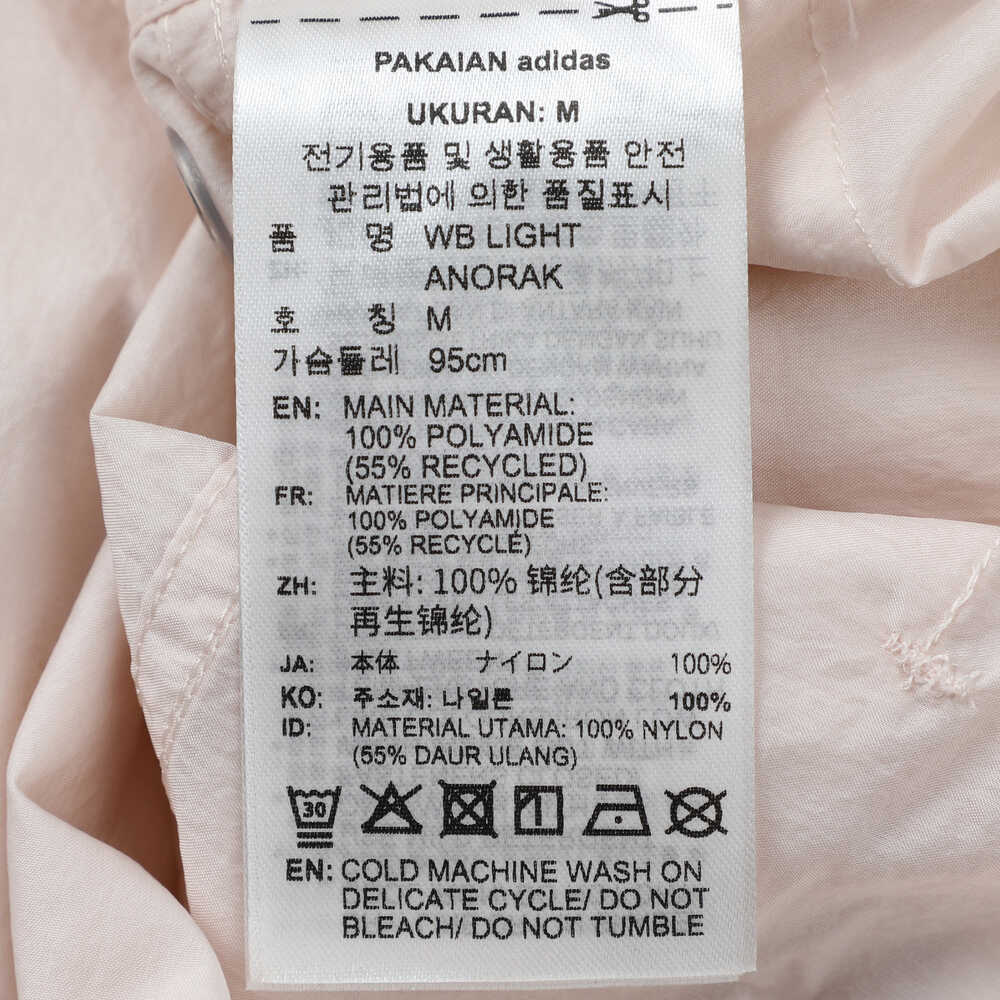 PAKAIAN adidas
UKURAN: M
전기용품 및 생활용품 안전
관리법에 의한 품질표시
품 명 WB LIGHT
ANORAK
호 칭 M
가슴둘레 95cm
EN: MAIN MATERIAL:
100% POLYAMIDE
(55% RECYCLED)
FR: MATIERE PRINCIPALE:
100% POLYAMIDE
(55% RECYCLÉ)
ZH: 主料: 100% 锦纶(含部分
再生锦纶)
JA: 本体 ナイロン 100%
KO: 주소재: 나일론 100%
ID: MATERIAL UTAMA: 100% NYLON
(55% DAUR ULANG)
30
EN: COLD MACHINE WASH ON
DELICATE CYCLE/ DO NOT
BLEACH/ DO NOT TUMBLE